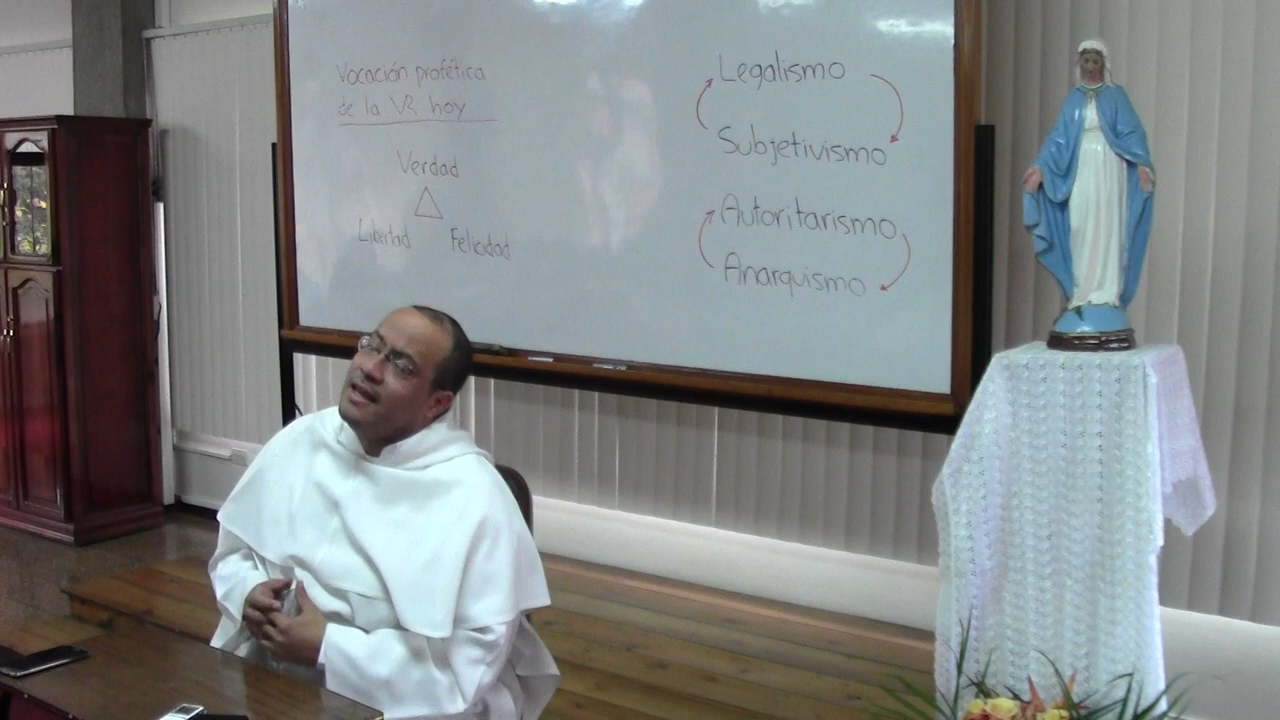 Vocación profética
de la VR hoy
Verdad
Libertad Felicidad
Legalismo
Subjetivismo
Autoritarismo
Anarquismo